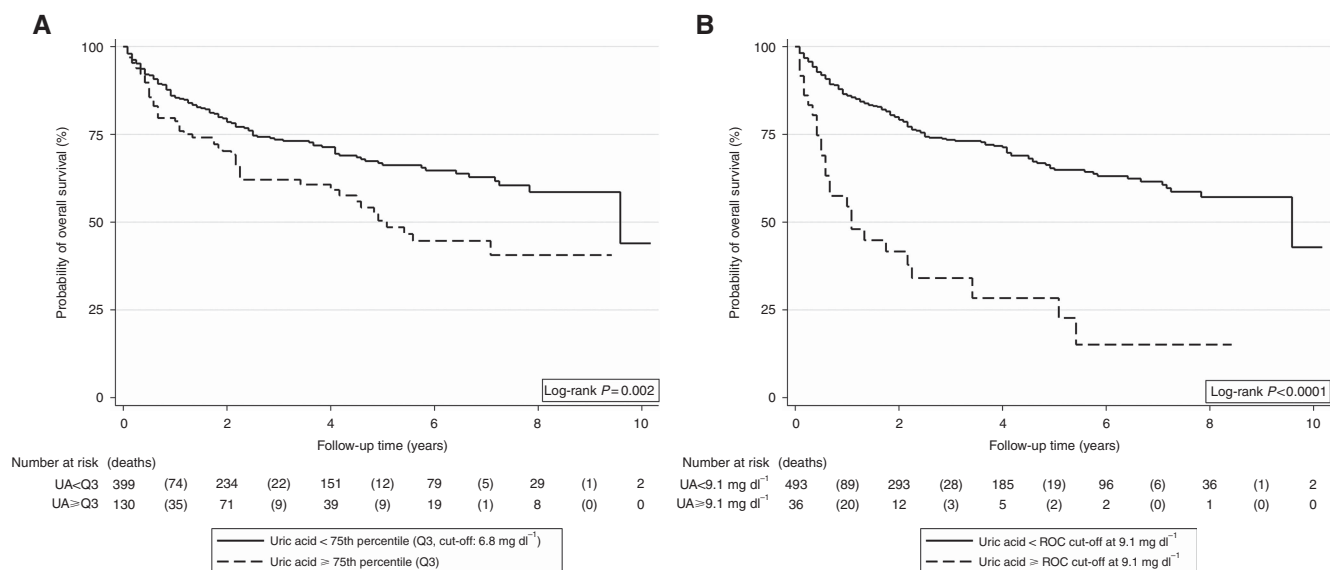 A
100
75
50
25
0
Probability of overall survival (%)
Log-rank P=0.002
0 2 4 6 8 10
Follow-up time (years)
Number at risk (deaths)
UA<Q3 399 (74) 234 (22) 151 (12) 79 (5) 29 (1) 2
UA≥Q3 130 (35) 71 (9) 39 (9) 19 (1) 8 (0) 0
Uric acid < 75th percentile (Q3, cut-off: 6.8 mg dl⁻¹)
Uric acid ≥ 75th percentile (Q3)
B
100
75
50
25
0
Probability of overall survival (%)
Log-rank P<0.0001
0 2 4 6 8 10
Follow-up time (years)
Number at risk (deaths)
UA<9.1 mg dl⁻¹ 493 (89) 293 (28) 185 (19) 96 (6) 36 (1) 2
UA≥9.1 mg dl⁻¹ 36 (20) 12 (3) 5 (2) 2 (0) 1 (0) 0
Uric acid < ROC cut-off at 9.1 mg dl⁻¹
Uric acid ≥ ROC cut-off at 9.1 mg dl⁻¹